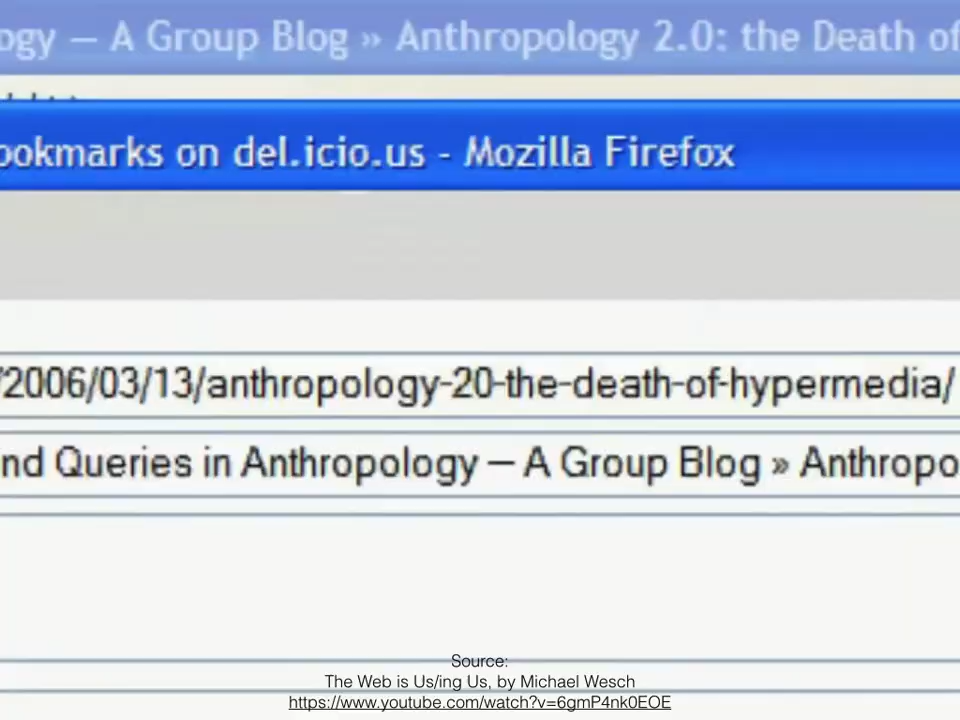 ogy — A Group Blog » Anthropology 2.0: the Death of
ookmarks on del.icio.us - Mozilla Firefox
/2006/03/13/anthropology-20-the-death-of-hypermedia/
nd Queries in Anthropology — A Group Blog » Anthropo
Source:
The Web is Us/ing Us, by Michael Wesch
https://www.youtube.com/watch?v=6gmP4nk0EOE